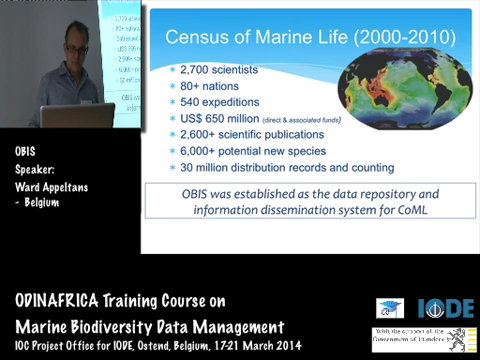 Census of Marine Life (2000-2010)
2,700 scientists
80+ nations
540 expeditions
US$ 650 million (direct & associated funds)
2,600+ scientific publications
6,000+ potential new species
30 million distribution records and counting
OBIS was established as the data repository and
information dissemination system for CoML
OBIS
Speaker:
Ward Appeltans
- Belgium
ODINAFRICA Training Course on
Marine Biodiversity Data Management
IOC Project Office for IODE, Ostend, Belgium, 17-21 March 2014
IODE
With the support of the
Government of Flanders